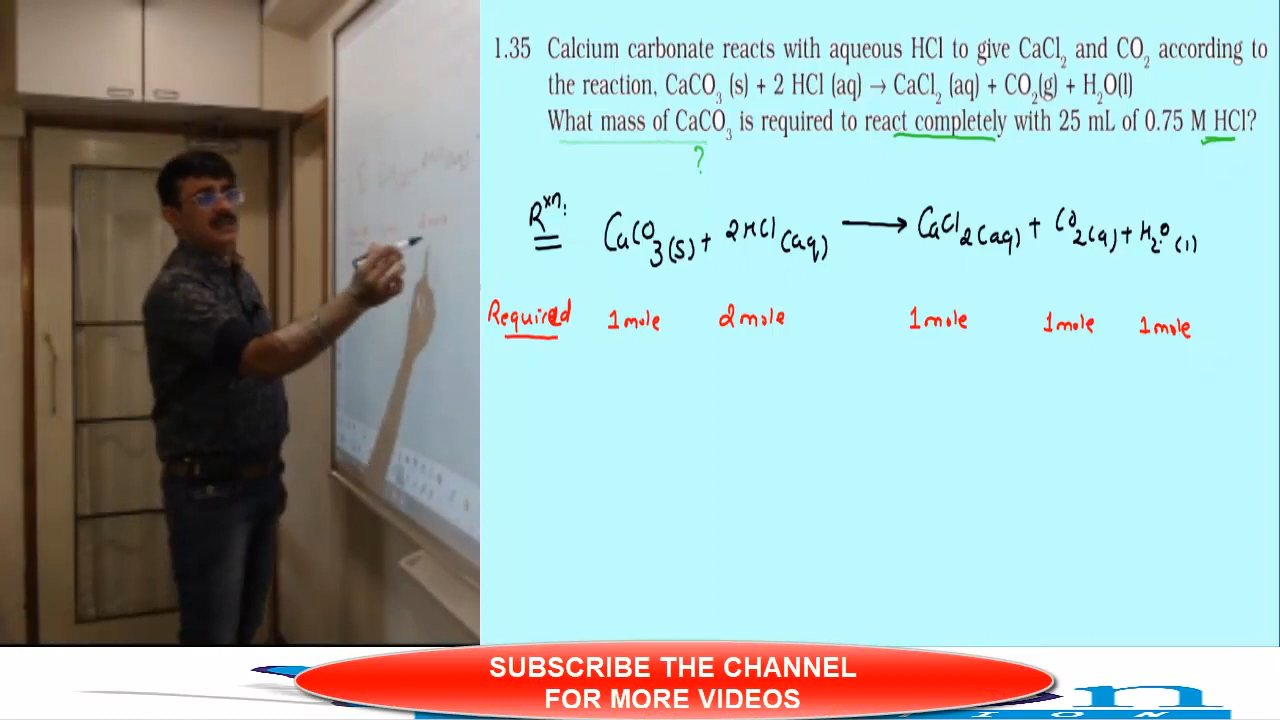 1.35 Calcium carbonate reacts with aqueous HCl to give CaCl₂ and CO₂ according to
the reaction, CaCO₃ (s) + 2 HCl (aq) → CaCl₂ (aq) + CO₂(g) + H₂O(l)
What mass of CaCO₃ is required to react completely with 25 mL of 0.75 M HCl?
?
Rxn: CaCO₃(s) + 2HCl(aq) → CaCl₂(aq) + CO₂(g) + H₂O(l)
Required 1 mole 2 mole 1 mole 1 mole 1 mole
SUBSCRIBE THE CHANNEL
FOR MORE VIDEOS